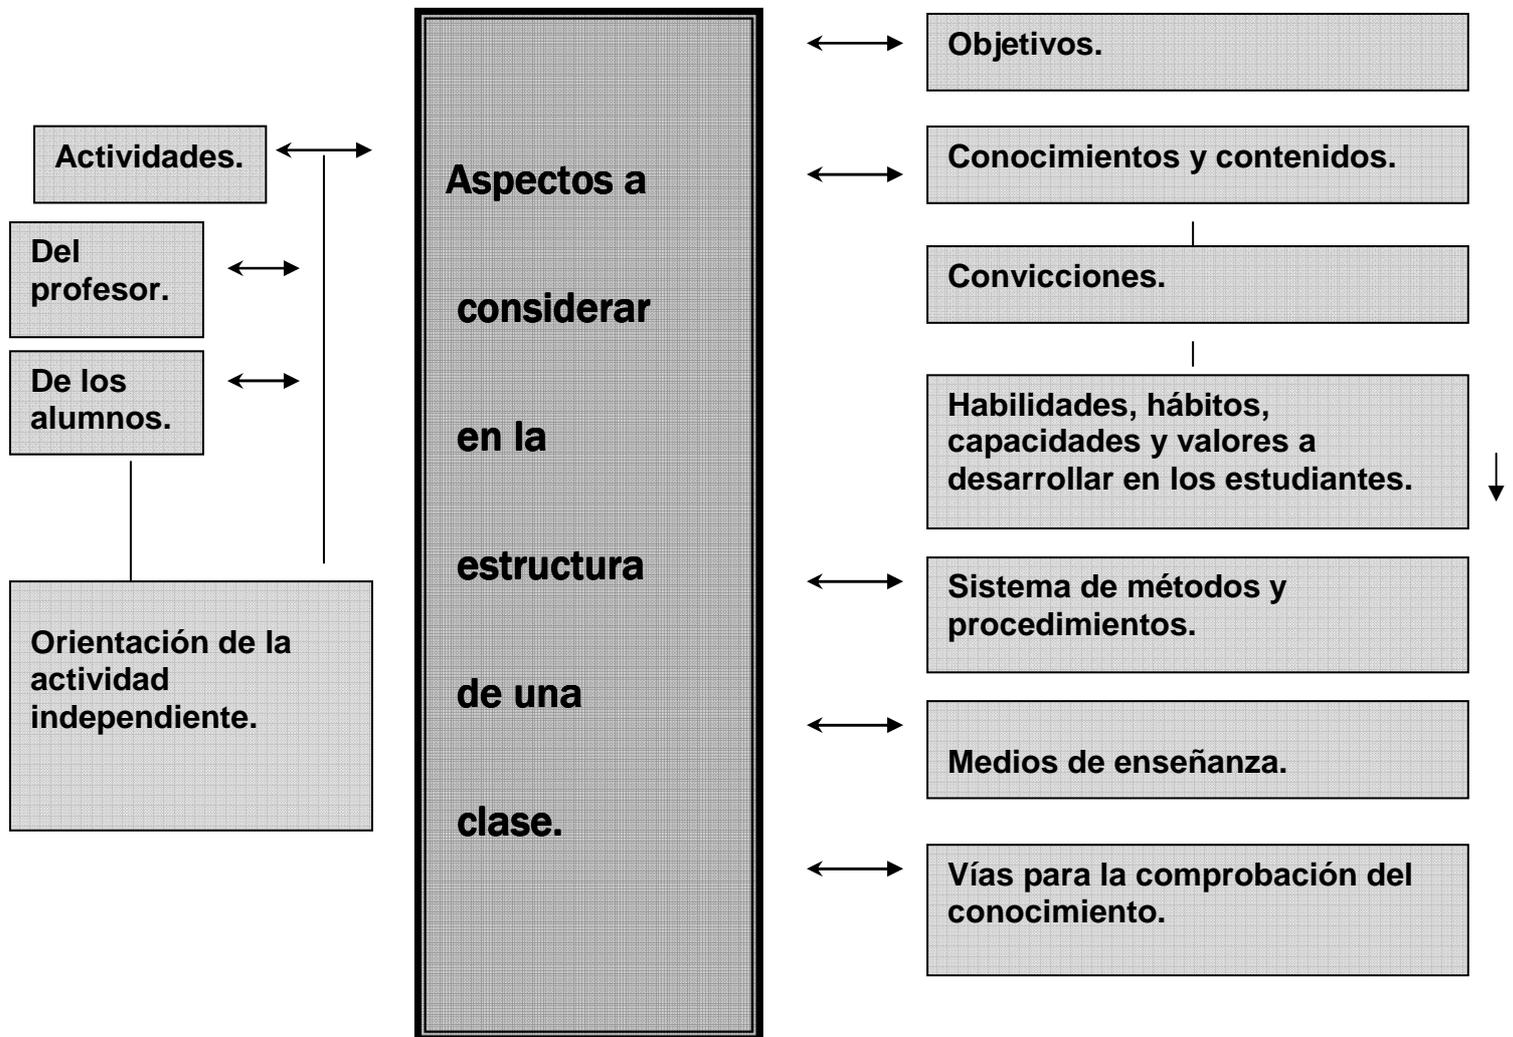 Actividades.
Del
profesor.
De los
alumnos.
Orientación de la
actividad
independiente.
Aspectos a
considerar
en la
estructura
de una
clase.
Objetivos.
Conocimientos y contenidos.
Convicciones.
Habilidades, hábitos,
capacidades y valores a
desarrollar en los estudiantes.
Sistema de métodos y
procedimientos.
Medios de enseñanza.
Vías para la comprobación del
conocimiento.